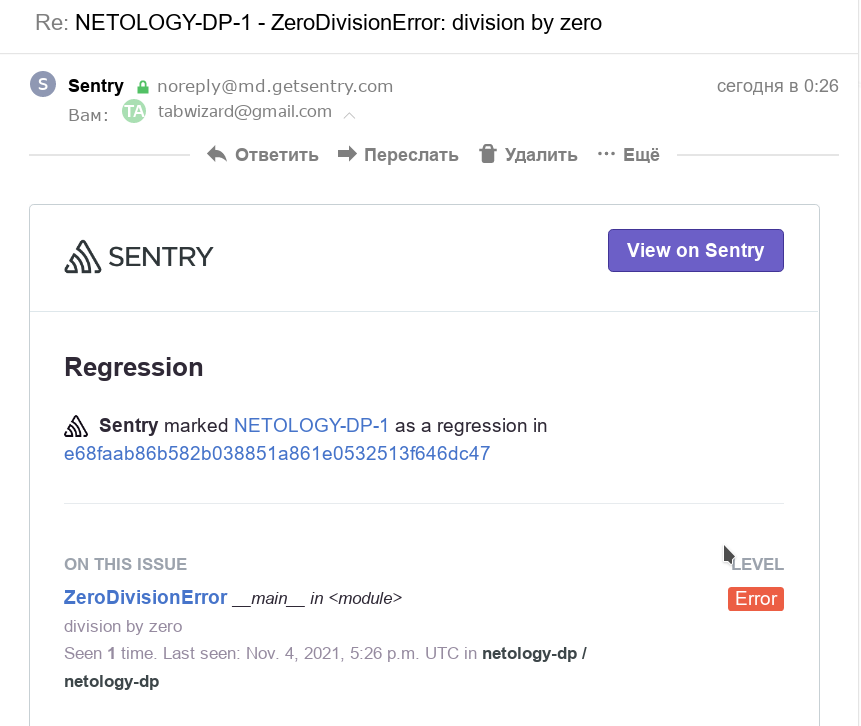 Re: NETOLOGY-DP-1 - ZeroDivisionError: division by zero
S Sentry noreply@md.getsentry.com сегодня в 0:26
Вам: TA tabwizard@gmail.com
Ответить Переслать Удалить ··· Ещё
SENTRY View on Sentry
Regression
Sentry marked NETOLOGY-DP-1 as a regression in
e68faab86b582b038851a861e0532513f646dc47
ON THIS ISSUE LEVEL
ZeroDivisionError __main__ in <module> Error
division by zero
Seen 1 time. Last seen: Nov. 4, 2021, 5:26 p.m. UTC in netology-dp /
netology-dp